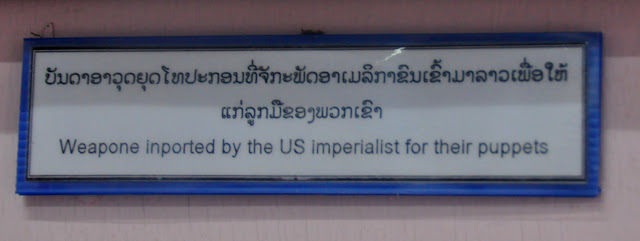 ບັນດາອາວຸດຍຸດໂທປະກອນທີ່ຈັກະພັດອາເມລິກາຂົນເຂົ້າມາລາວເພື່ອໃຫ້
ແກ່ລູກມືຂອງພວກເຂົາ
Weapone inported by the US imperialist for their puppets